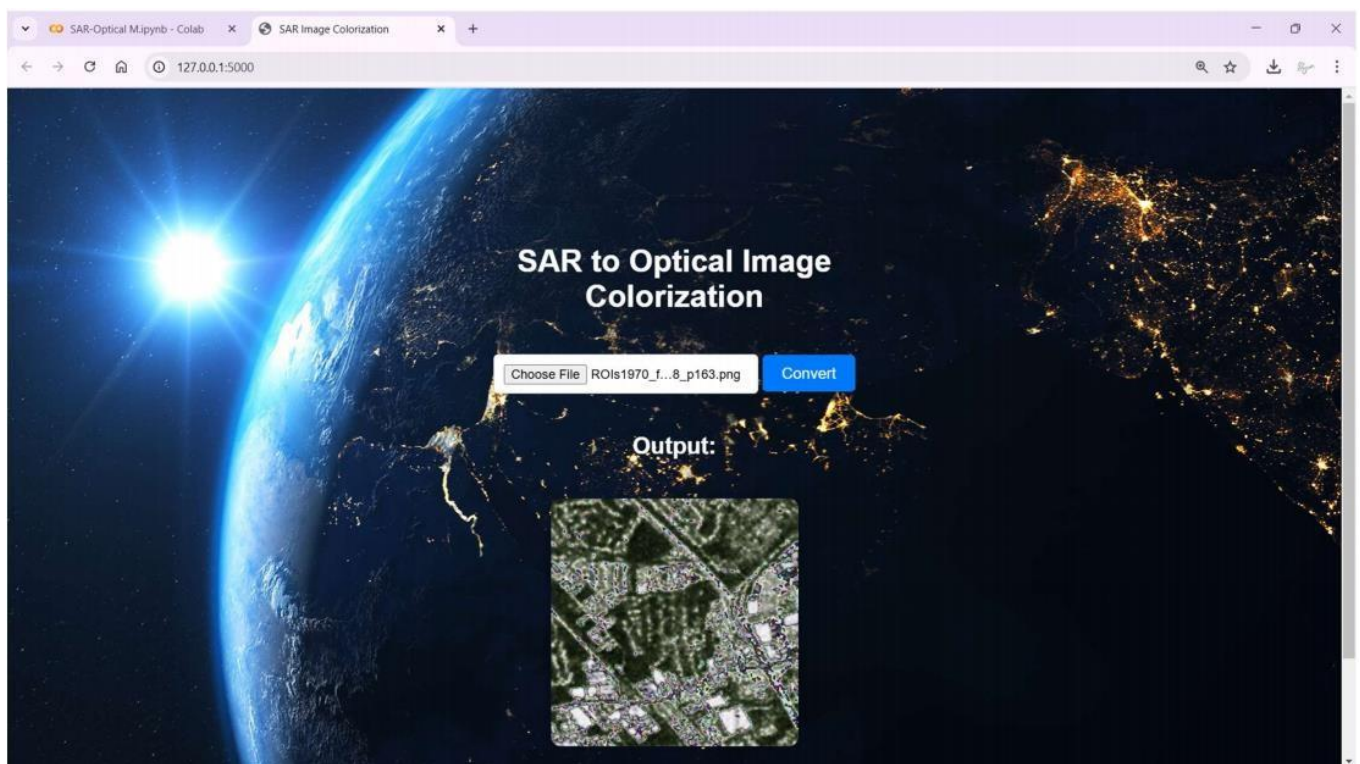 SAR-Optical M.ipynb - Colab
SAR Image Colorization
127.0.0.1:5000
SAR to Optical Image
Colorization
Choose File ROIs1970_f...8_p163.png Convert
Output: